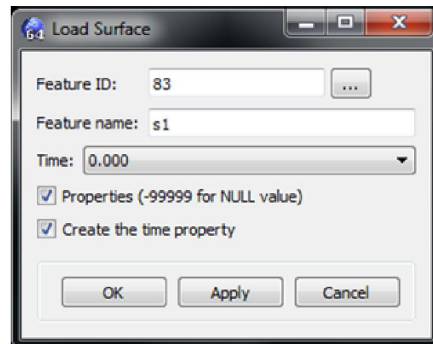 64 Load Surface
Feature ID: 83 ...
Feature name: s1
Time: 0.000
Properties (-99999 for NULL value)
Create the time property
OK Apply Cancel